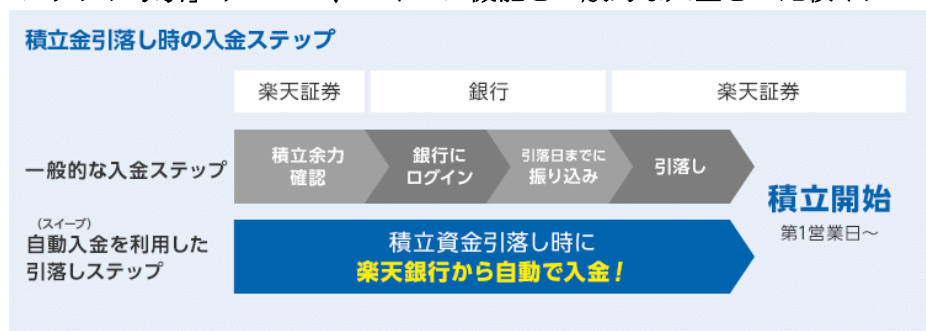 積立金引落し時の入金ステップ
楽天証券
銀行
楽天証券
一般的な入金ステップ
積立余力
確認
銀行に
ログイン
引落日までに
振り込み
引落し
積立開始
第1営業日～
(スイープ)
自動入金を利用した
引落しステップ
積立資金引落し時に
楽天銀行から自動で入金！